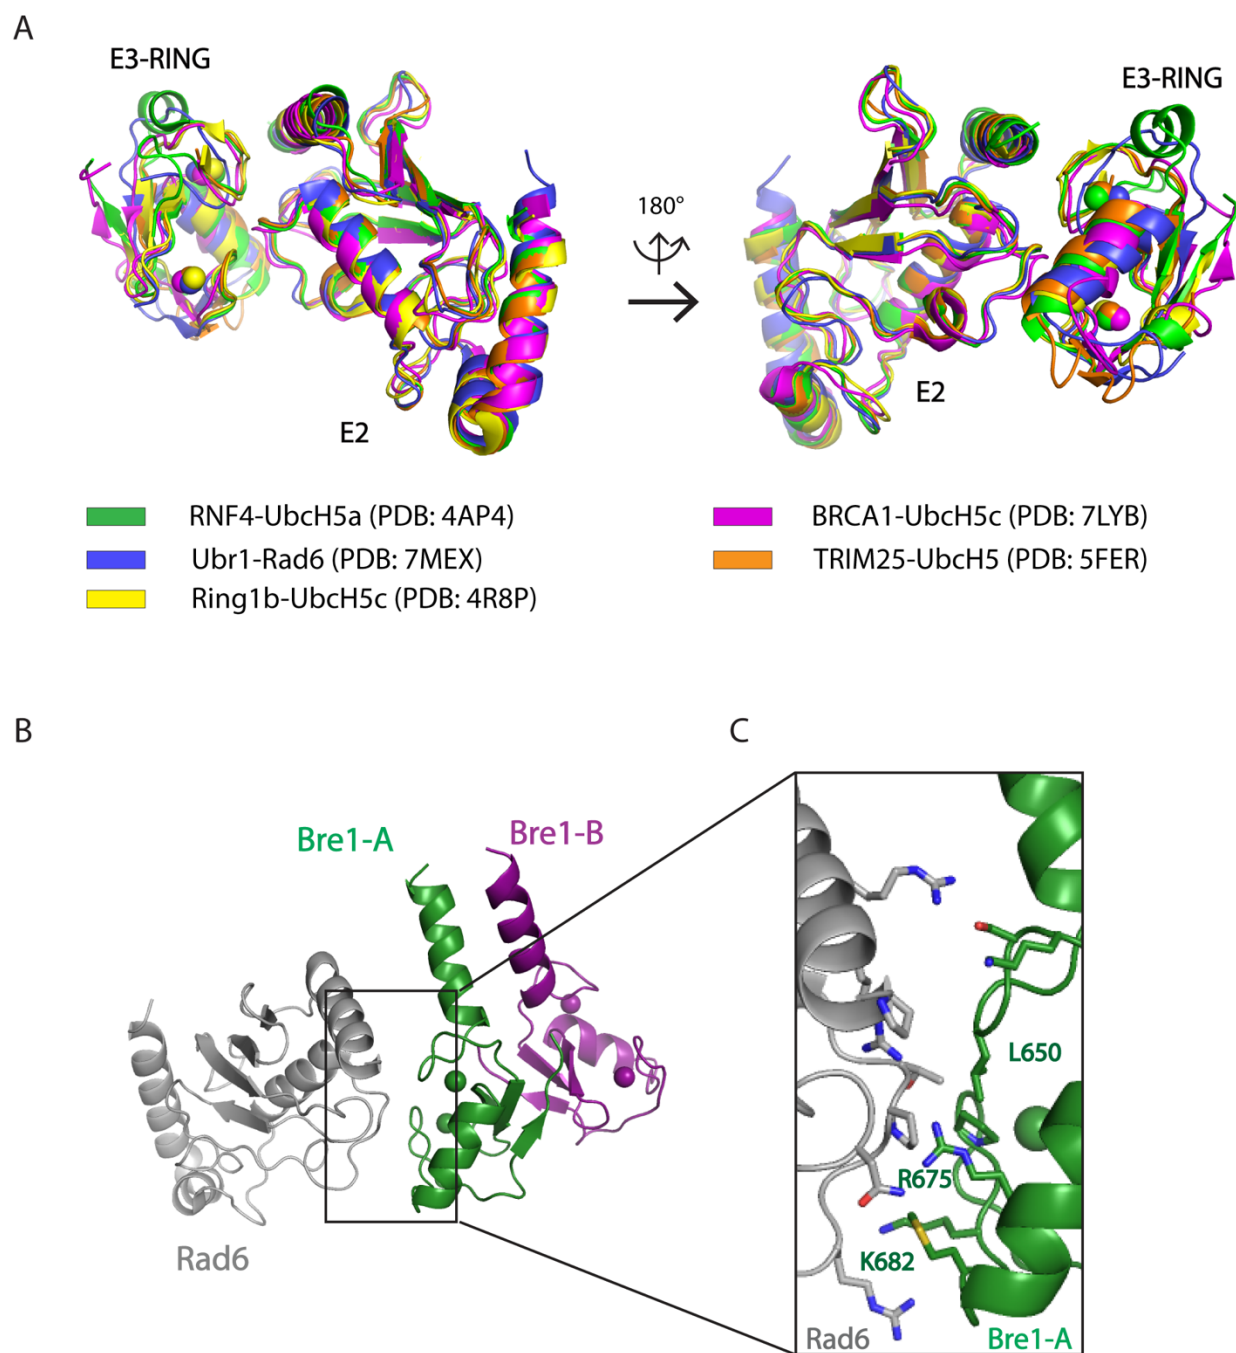 A
E3-RING
E3-RING
180°
E2
E2
RNF4-UbcH5a (PDB: 4AP4)
BRCA1-UbcH5c (PDB: 7LYB)
Ubr1-Rad6 (PDB: 7MEX)
TRIM25-UbcH5 (PDB: 5FER)
Ring1b-UbcH5c (PDB: 4R8P)
B
C
Bre1-A
Bre1-B
Rad6
L650
R675
K682
Rad6
Bre1-A